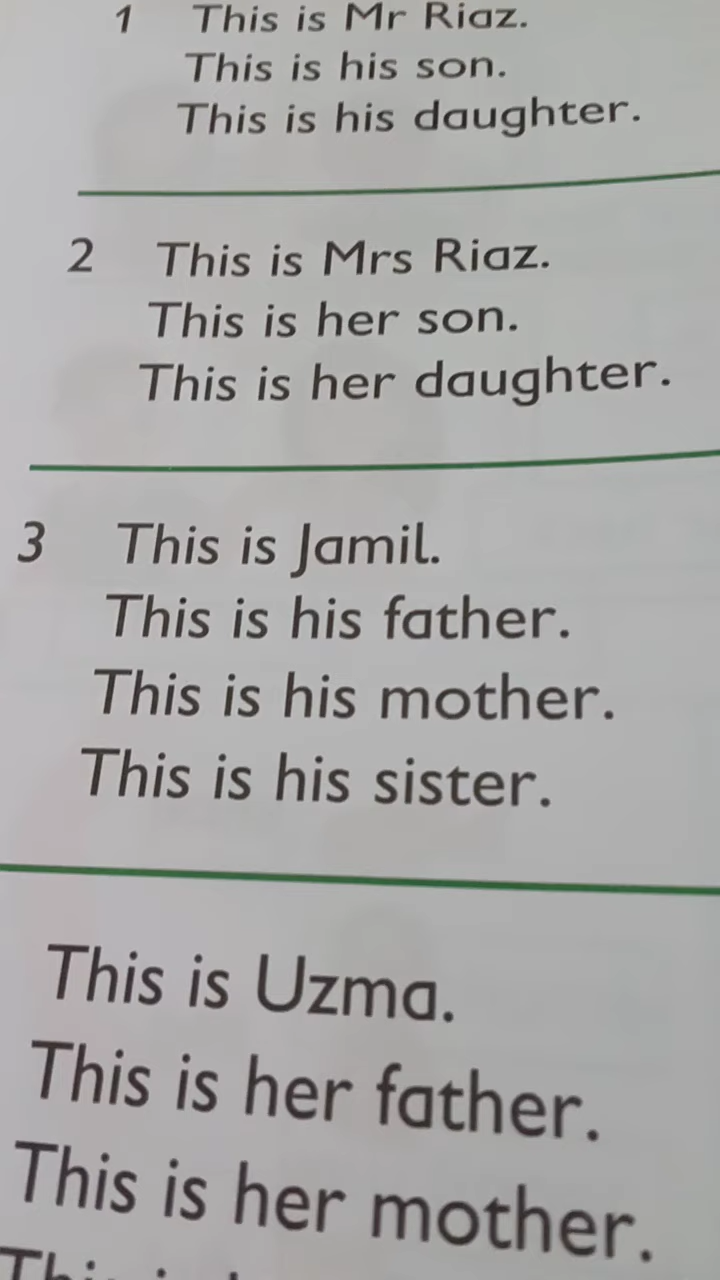 1 This is Mr Riaz.
This is his son.
This is his daughter.
2 This is Mrs Riaz.
This is her son.
This is her daughter.
3 This is Jamil.
This is his father.
This is his mother.
This is his sister.
This is Uzma.
This is her father.
This is her mother.